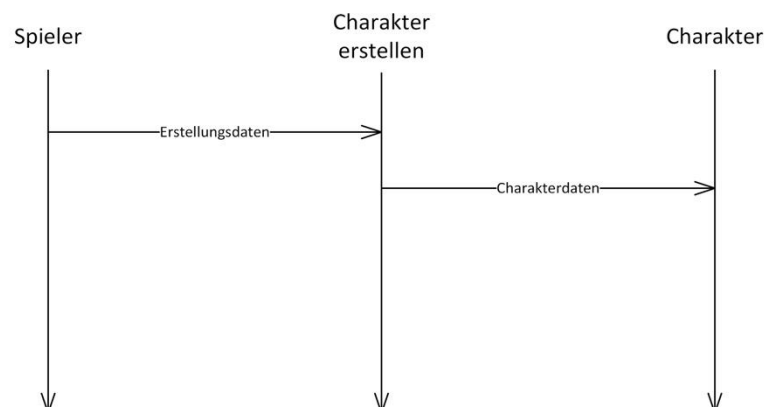 Spieler
Charakter
erstellen
Charakter
Erstellungsdaten
Charakterdaten